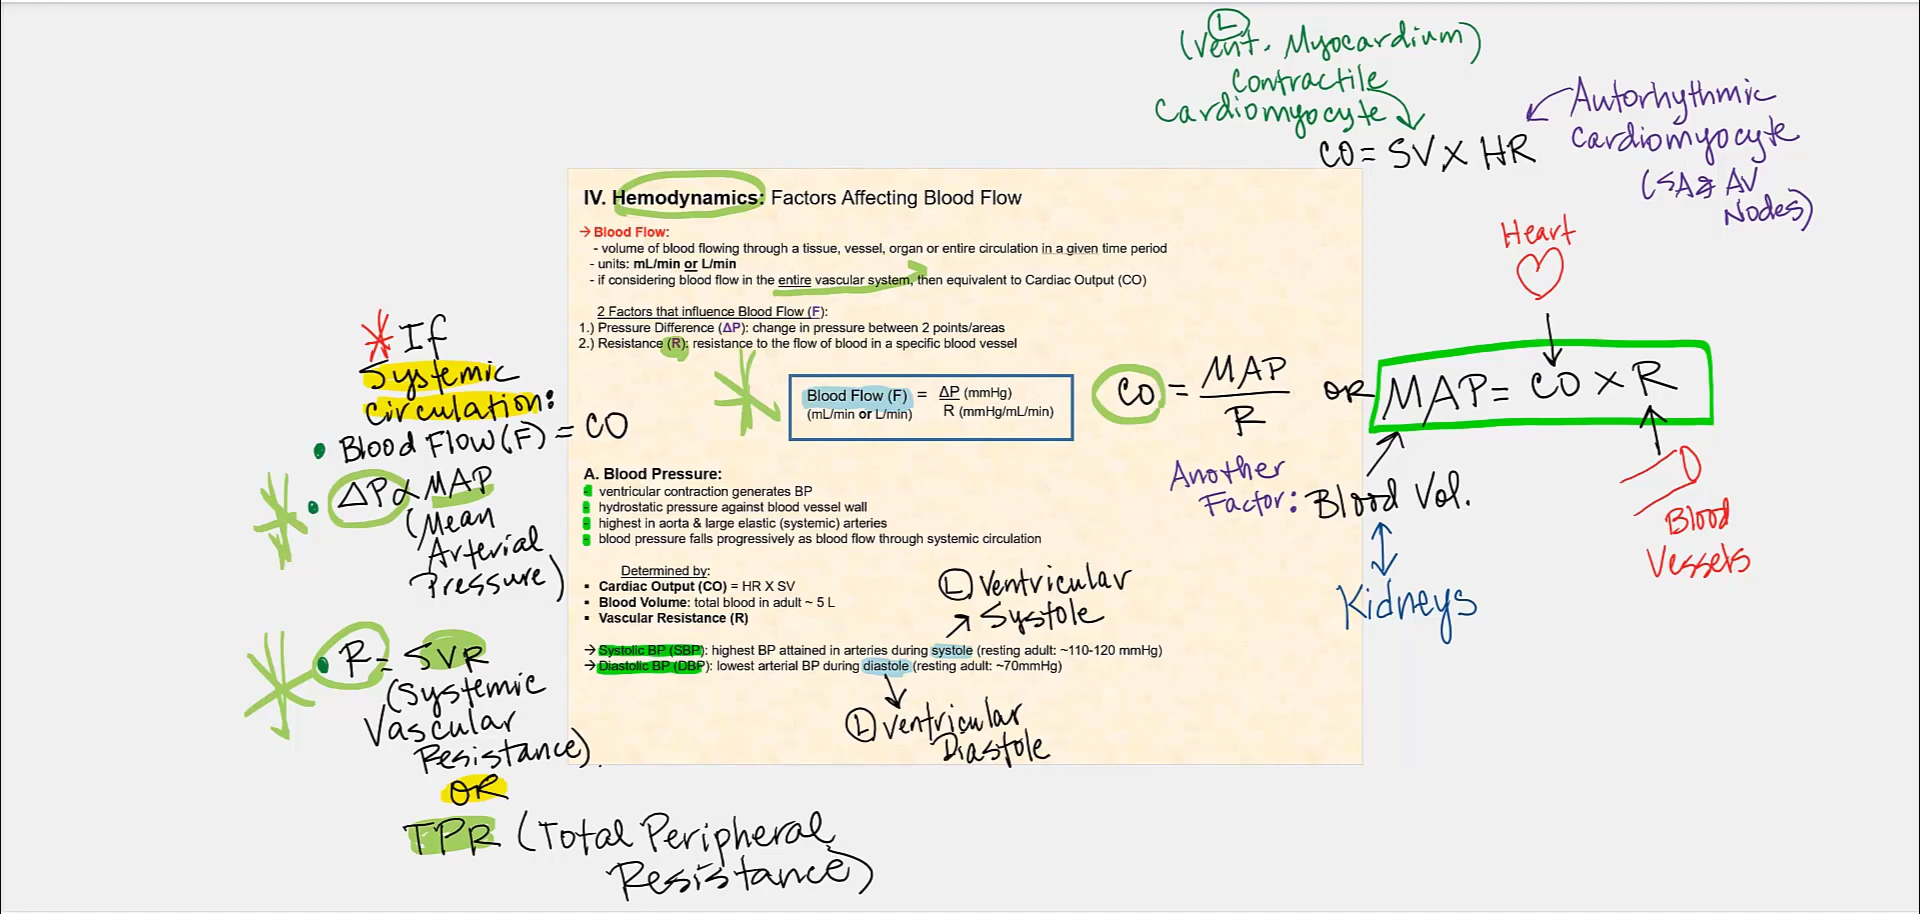 (L)
(Vent. Myocardium)
Contractile
Cardiomyocyte
Autorhythmic
Cardiomyocyte
(SA & AV
Nodes)
CO = SV X HR
IV. Hemodynamics: Factors Affecting Blood Flow
→ Blood Flow:
- volume of blood flowing through a tissue, vessel, organ or entire circulation in a given time period
- units: mL/min or L/min
- if considering blood flow in the entire vascular system, then equivalent to Cardiac Output (CO)
2 Factors that influence Blood Flow (F):
1.) Pressure Difference (ΔP): change in pressure between 2 points/areas
2.) Resistance (R): resistance to the flow of blood in a specific blood vessel
Blood Flow (F) = ΔP (mmHg)
(mL/min or L/min) R (mmHg/mL/min)
A. Blood Pressure:
- ventricular contraction generates BP
- hydrostatic pressure against blood vessel wall
- highest in aorta & large elastic (systemic) arteries
- blood pressure falls progressively as blood flow through systemic circulation
Determined by:
▪ Cardiac Output (CO) = HR X SV
▪ Blood Volume: total blood in adult ~ 5 L
▪ Vascular Resistance (R)
→ Systolic BP (SBP): highest BP attained in arteries during systole (resting adult: ~110-120 mmHg)
→ Diastolic BP (DBP): lowest arterial BP during diastole (resting adult: ~70mmHg)
(L) Ventricular
Systole
(L) Ventricular
Diastole
* If
Systemic
Circulation:
• Blood Flow (F) = CO
• ΔP ∝ MAP
(Mean
Arterial
Pressure)
• R = SVR
(Systemic
Vascular
Resistance).
OR
TPR (Total Peripheral
Resistance)
Heart
CO = MAP
R
OR
MAP = CO X R
Another
Factor: Blood Vol.
Kidneys
Blood
Vessels